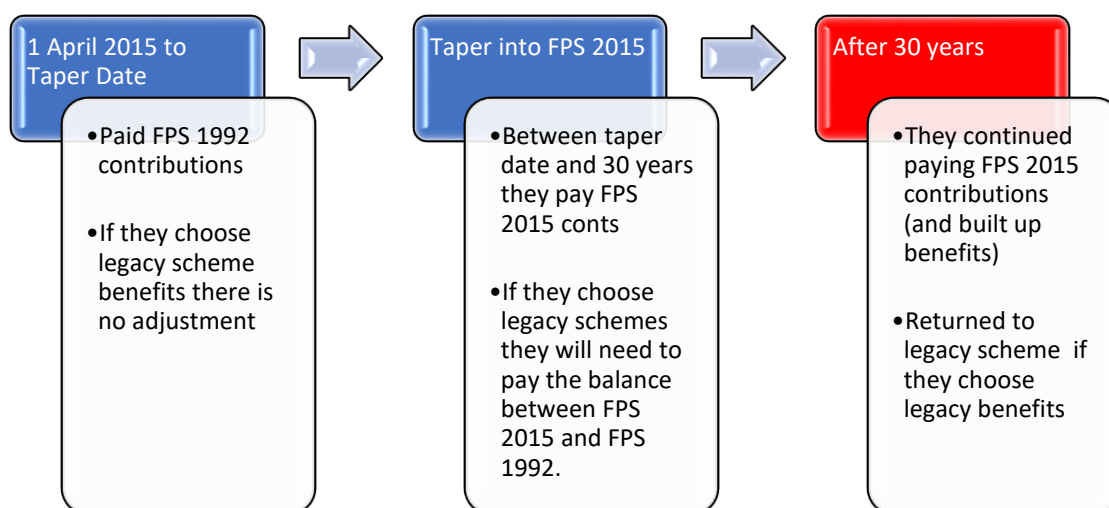 1 April 2015 to
Taper Date
•Paid FPS 1992
contributions
•If they choose
legacy scheme
benefits there is
no adjustment
Taper into FPS 2015
•Between taper
date and 30 years
they pay FPS
2015 conts
•If they choose
legacy schemes
they will need to
pay the balance
between FPS
2015 and FPS
1992.
After 30 years
•They continued
paying FPS 2015
contributions
(and built up
benefits)
•Returned to
legacy scheme  if
they choose
legacy benefits